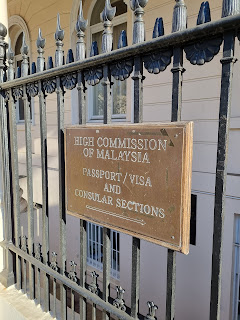 HIGH COMMISSION
OF MALAYSIA
PASSPORT/VISA
AND
CONSULAR SECTIONS